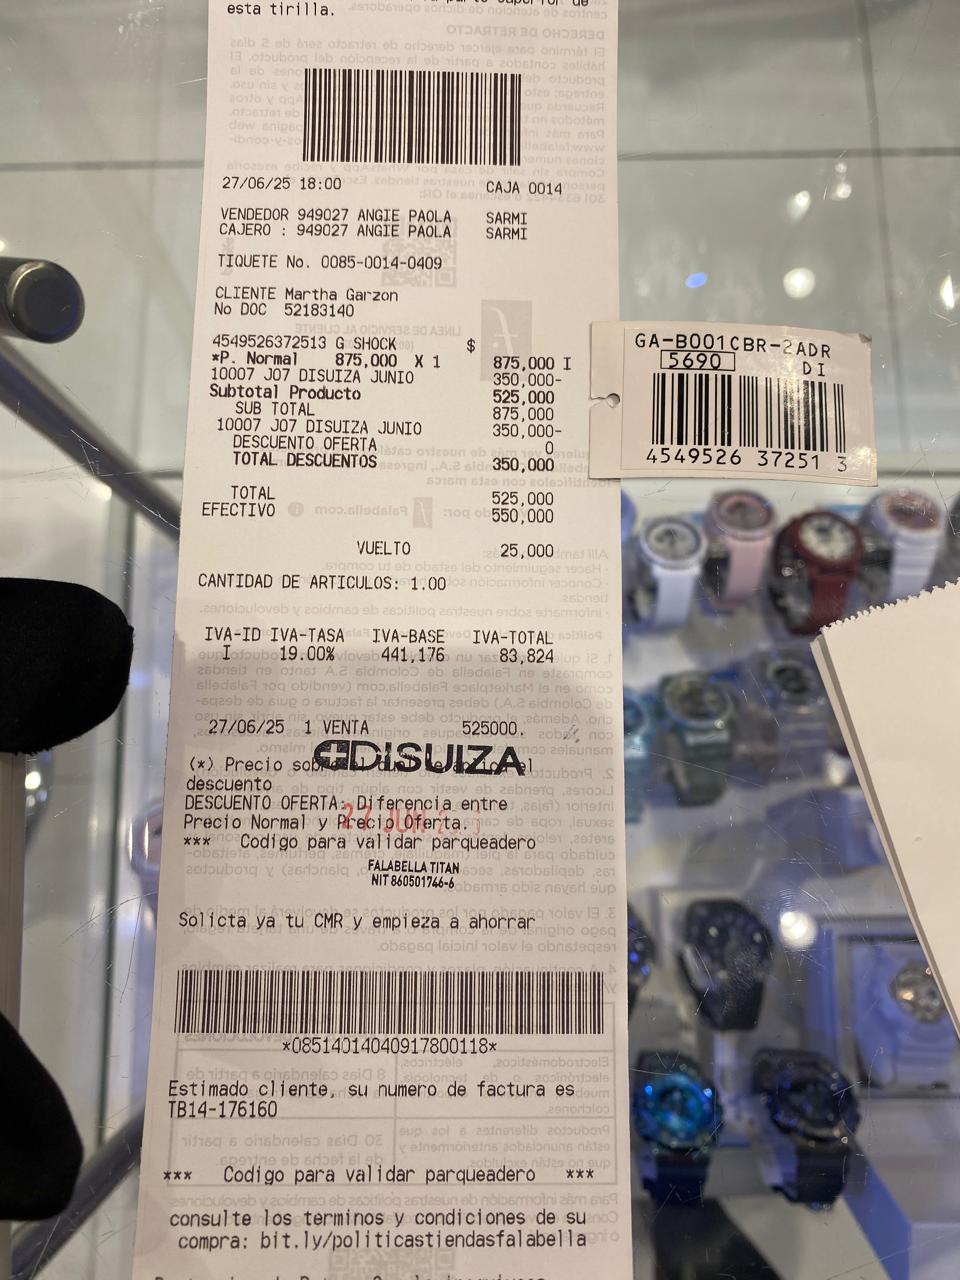 esta tirilla.
27/06/25 18:00 CAJA 0014
VENDEDOR 949027 ANGIE PAOLA SARMI
CAJERO : 949027 ANGIE PAOLA SARMI
TIQUETE No. 0085-0014-0409
CLIENTE Martha Garzon
No DOC 52183140
4549526372513 G SHOCK $ 875,000 I
*P. Normal 875,000 X 1
10007 J07 DISUIZA JUNIO 350,000-
Subtotal Producto 525,000
SUB TOTAL 875,000
10007 J07 DISUIZA JUNIO 350,000-
DESCUENTO OFERTA 0
TOTAL DESCUENTOS 350,000
TOTAL 525,000
EFECTIVO 550,000
VUELTO 25,000
CANTIDAD DE ARTICULOS: 1.00
IVA-ID IVA-TASA IVA-BASE IVA-TOTAL
I 19.00% 441,176 83,824
27/06/25 1 VENTA 525000.
DISUIZA
(*) Precio
descuento
DESCUENTO OFERTA: Diferencia entre
Precio Normal y Precio Oferta.
27 JUN
*** Codigo para validar parqueadero
FALABELLA TITAN
NIT 860501746-6
Solicta ya tu CMR y empieza a ahorrar
*08514014040917800118*
Estimado cliente, su numero de factura es
TB14-176160
*** Codigo para validar parqueadero ***
consulte los terminos y condiciones de su
compra: bit.ly/politicastiendasfalabella
GA-B001CBR-2ADR
5690 DI
4549526 37251 3